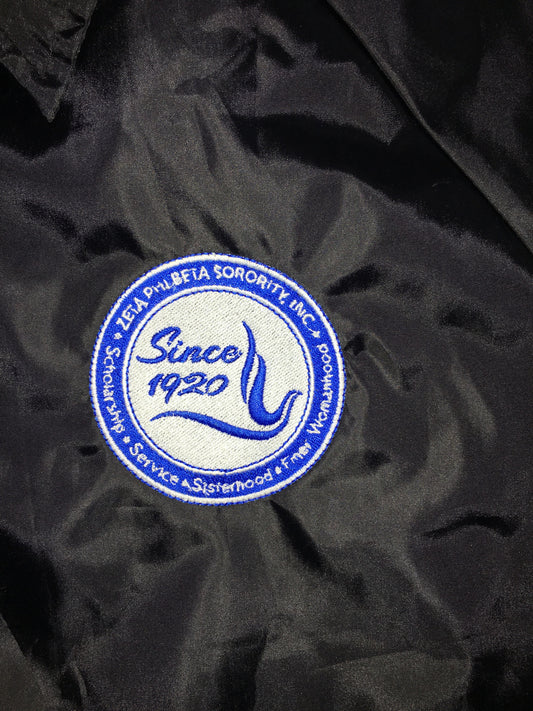 ZETA PHI BETA SORORITY, INC.
Since
1920
Scholarship • Service • Sisterhood • Finer Womanhood